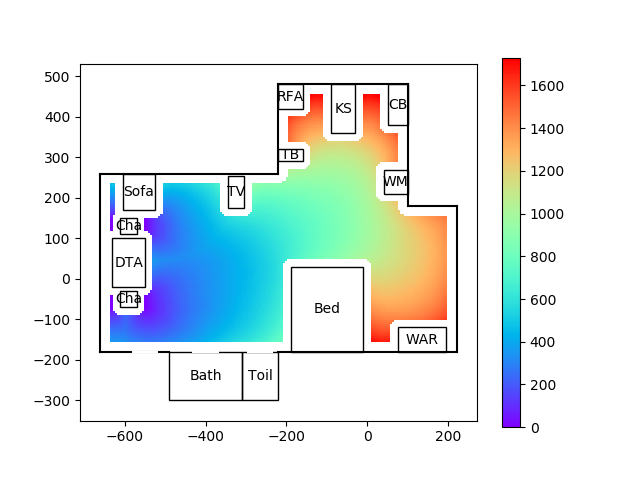 500
400
300
200
100
0
−100
−200
−300
−600
−400
−200
0
200
RFA
KS
CB
TB
WM
Sofa
TV
Cha
DTA
Cha
Bed
WAR
Bath
Toil
1600
1400
1200
1000
800
600
400
200
0